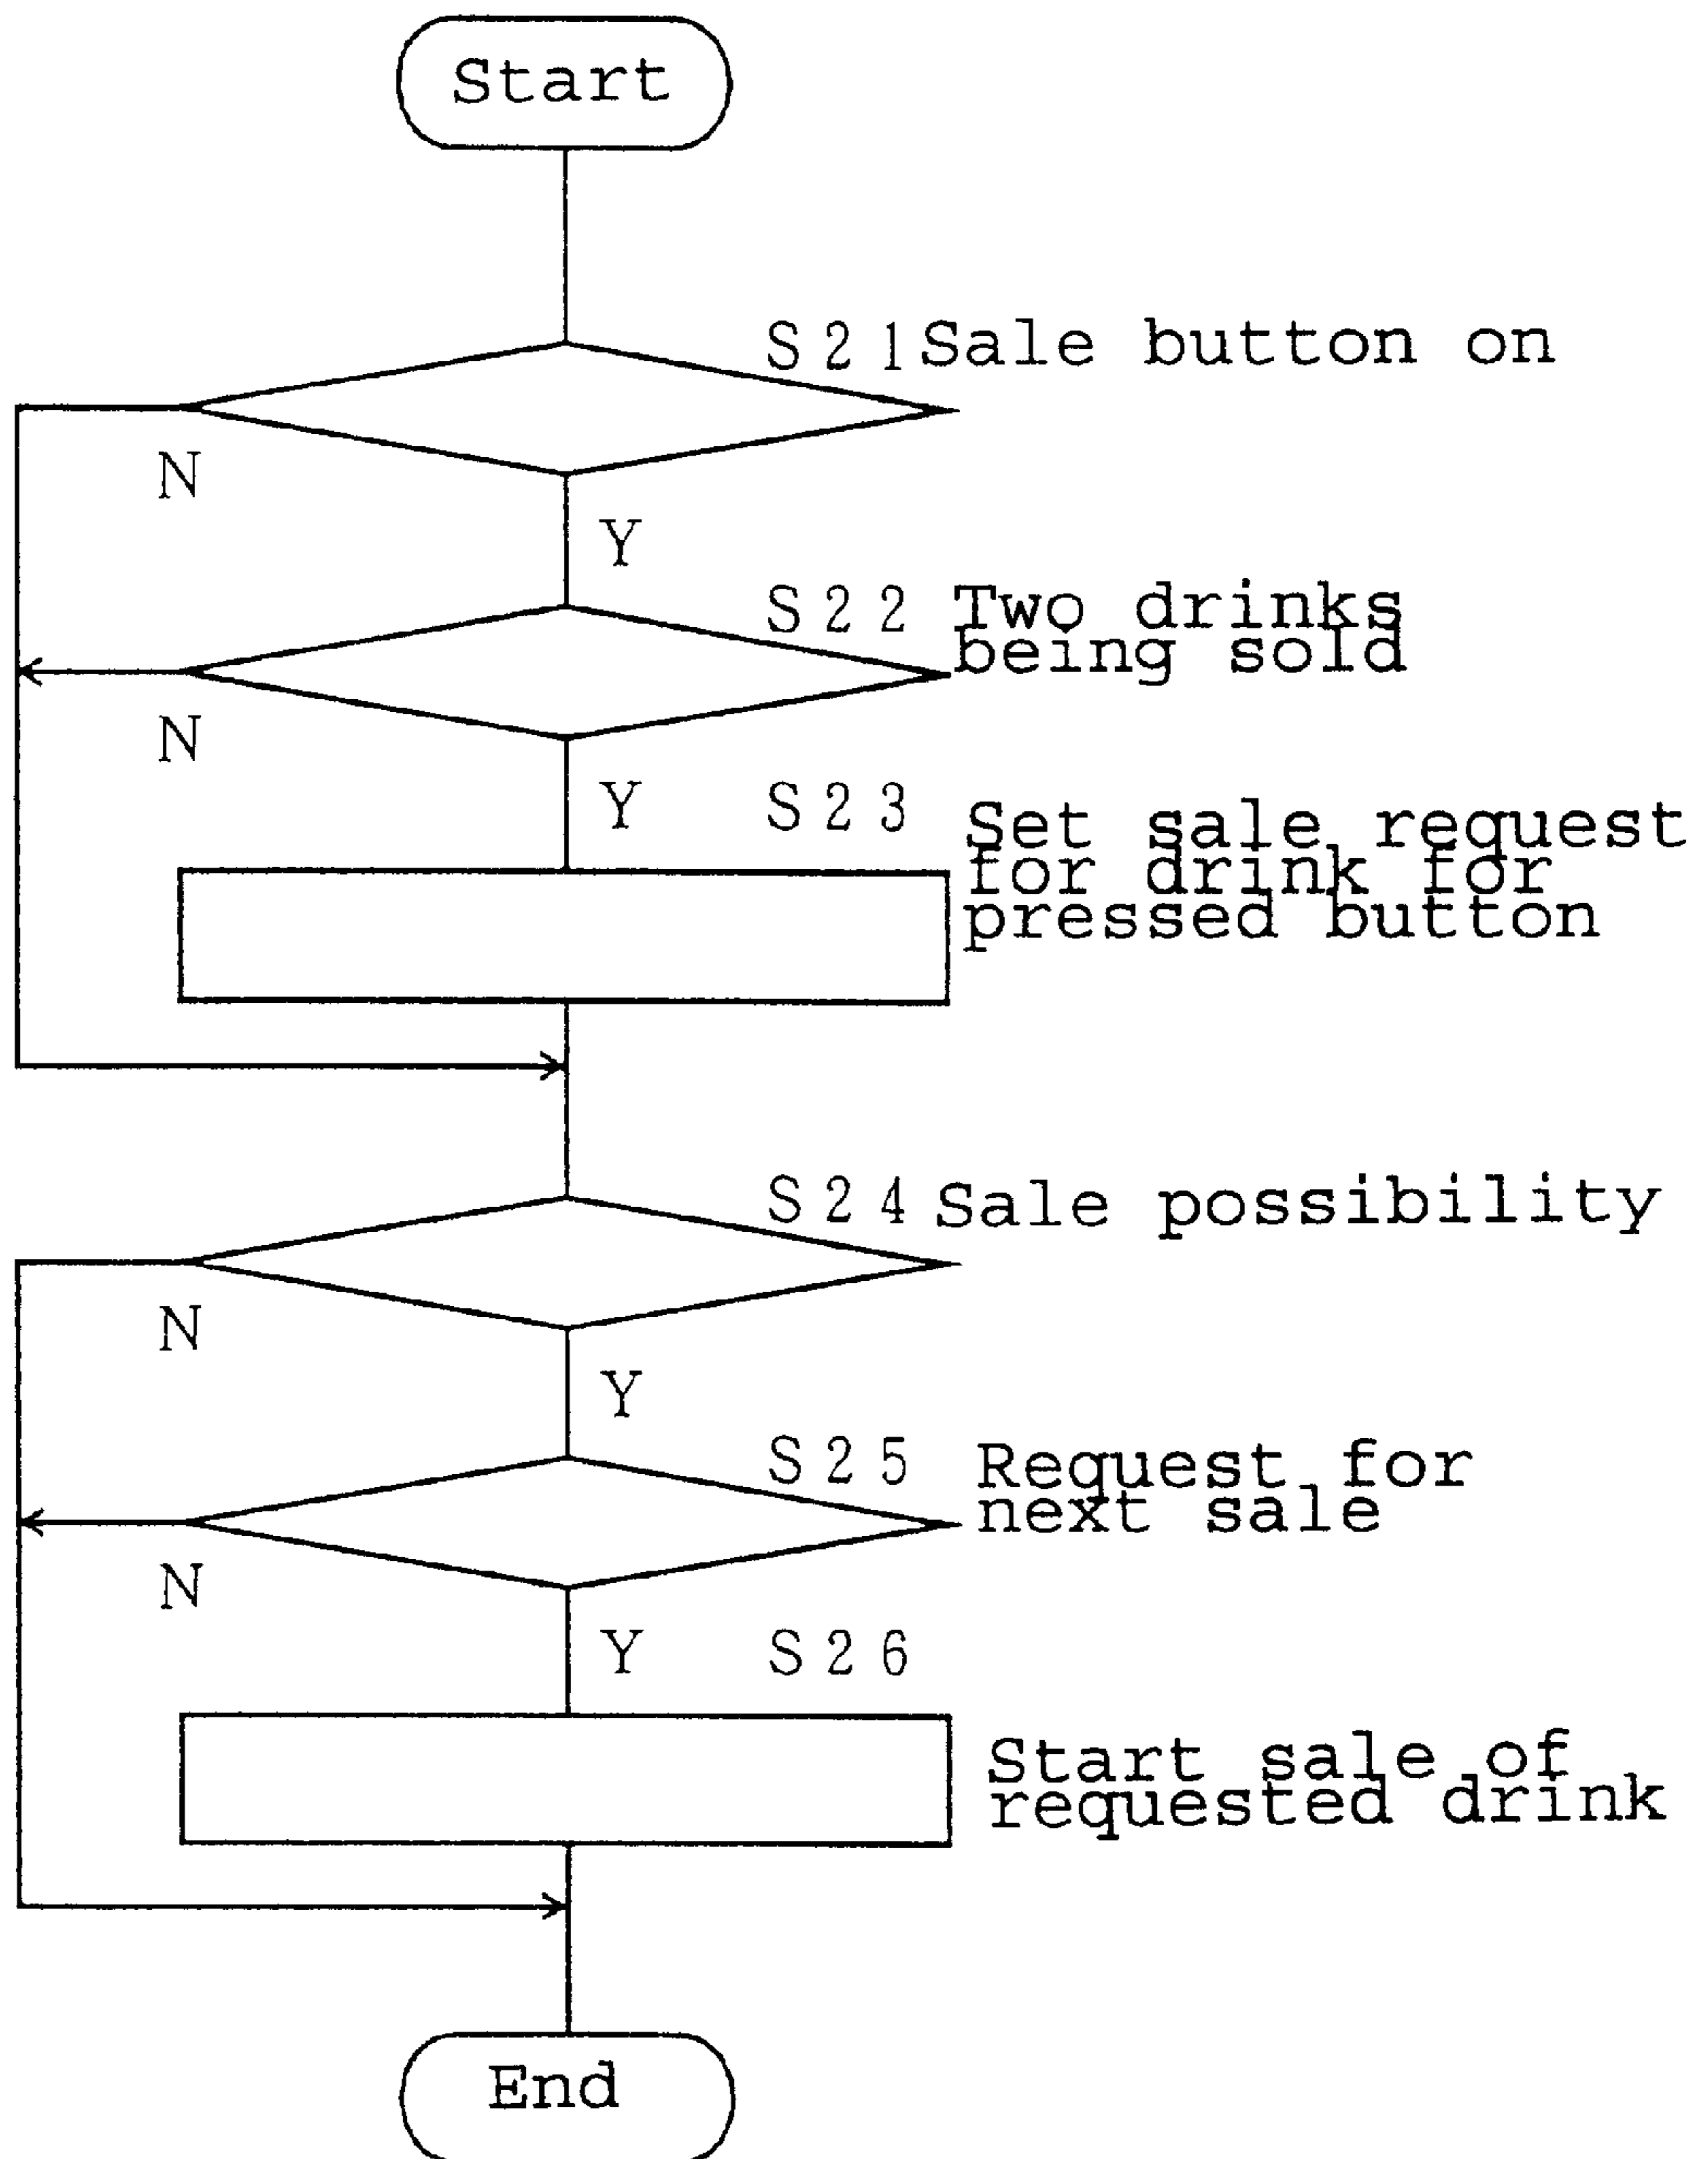 Start
S21 Sale button on
N
Y
S22 Two drinks
being sold
N
Y
S23
Set sale request
for drink for
pressed button
S24 Sale possibility
N
Y
S25 Request for
next sale
N
Y
S26
Start sale of
requested drink
End